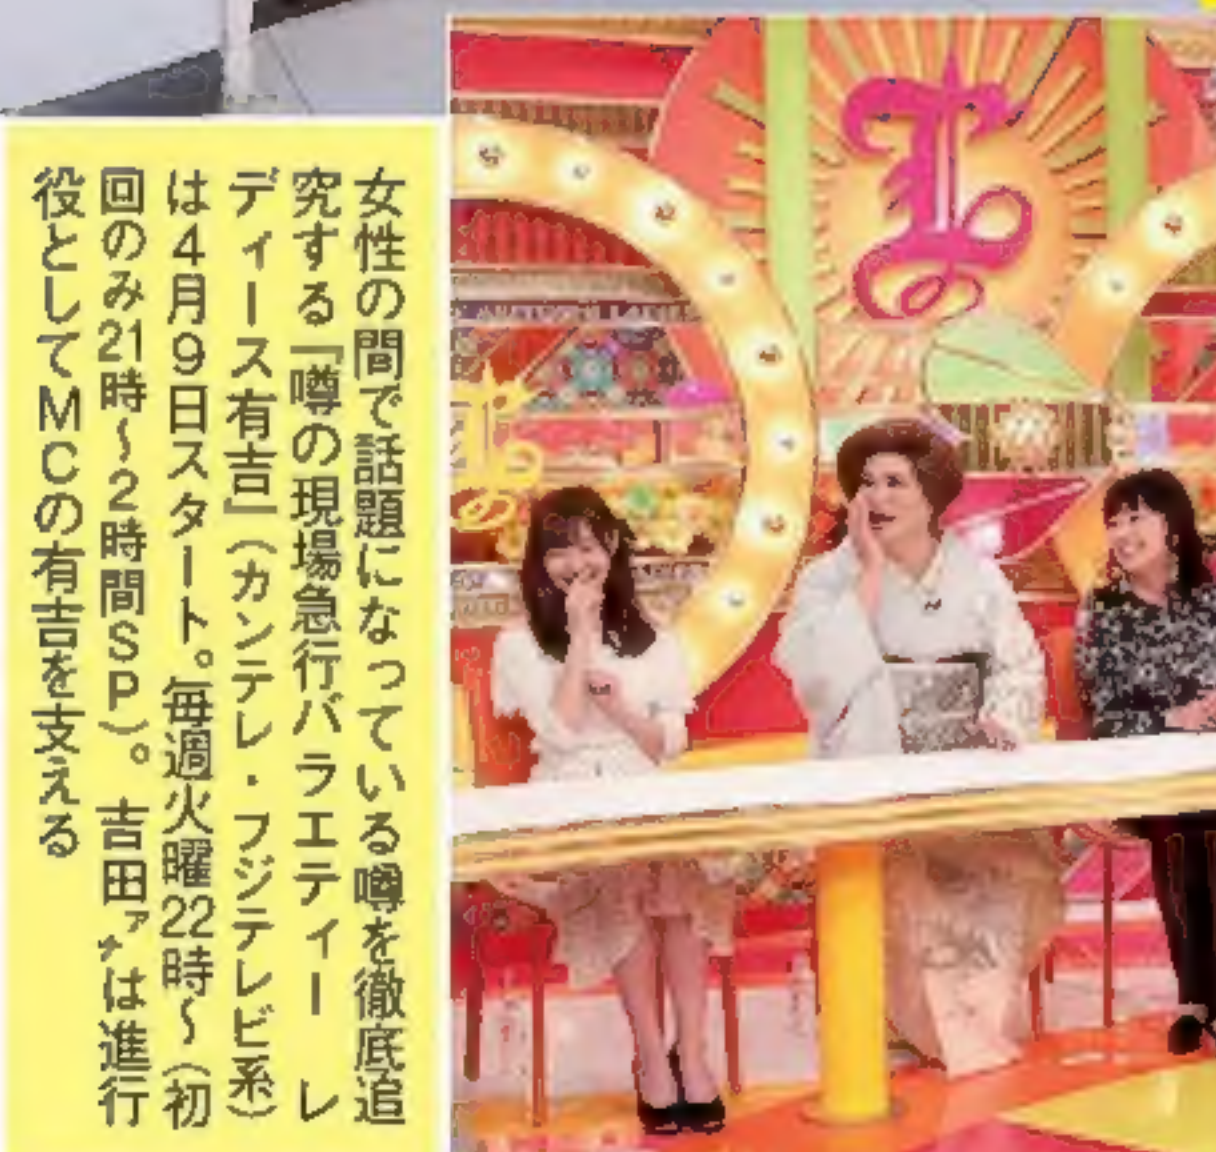 女性の間で話題になっている噂を徹底追
究する『噂の現場急行バラエティー レ
ディース有吉』(カンテレ・フジテレビ系)
は4月9日スタート。毎週火曜22時〜(初
回のみ21時〜2時間SP)。吉田アナは進行
役としてMCの有吉を支える
L